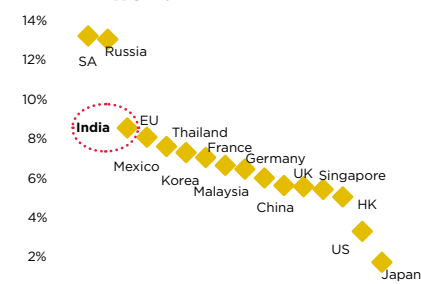 14%
Russia
SA
12%
10%
India
EU
Thailand
8%
France
Germany
Mexico
Korea
UK
Singapore
6%
Malaysia
China
HK
4%
US
2%
Japan